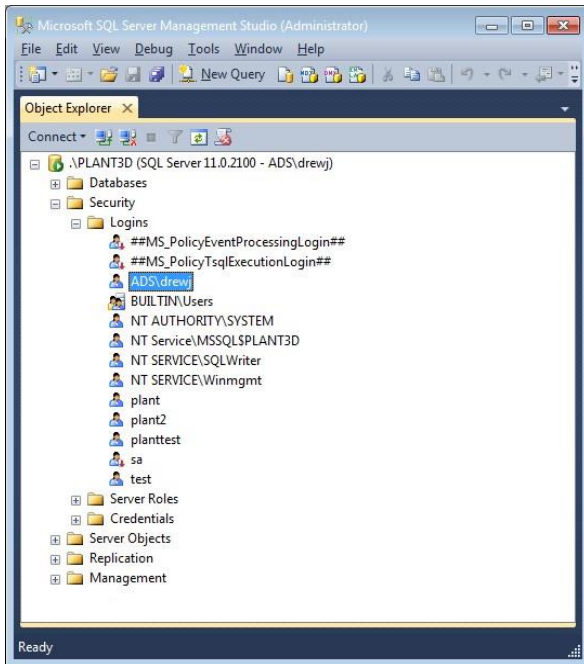 Microsoft SQL Server Management Studio (Administrator)
File Edit View Debug Tools Window Help
New Query
Object Explorer
Connect
.\PLANT3D (SQL Server 11.0.2100 - ADS\drewj)
Databases
Security
Logins
##MS_PolicyEventProcessingLogin##
##MS_PolicyTsqlExecutionLogin##
ADS\drewj
BUILTIN\Users
NT AUTHORITY\SYSTEM
NT Service\MSSQL$PLANT3D
NT SERVICE\SQLWriter
NT SERVICE\Winmgmt
plant
plant2
planttest
sa
test
Server Roles
Credentials
Server Objects
Replication
Management
Ready